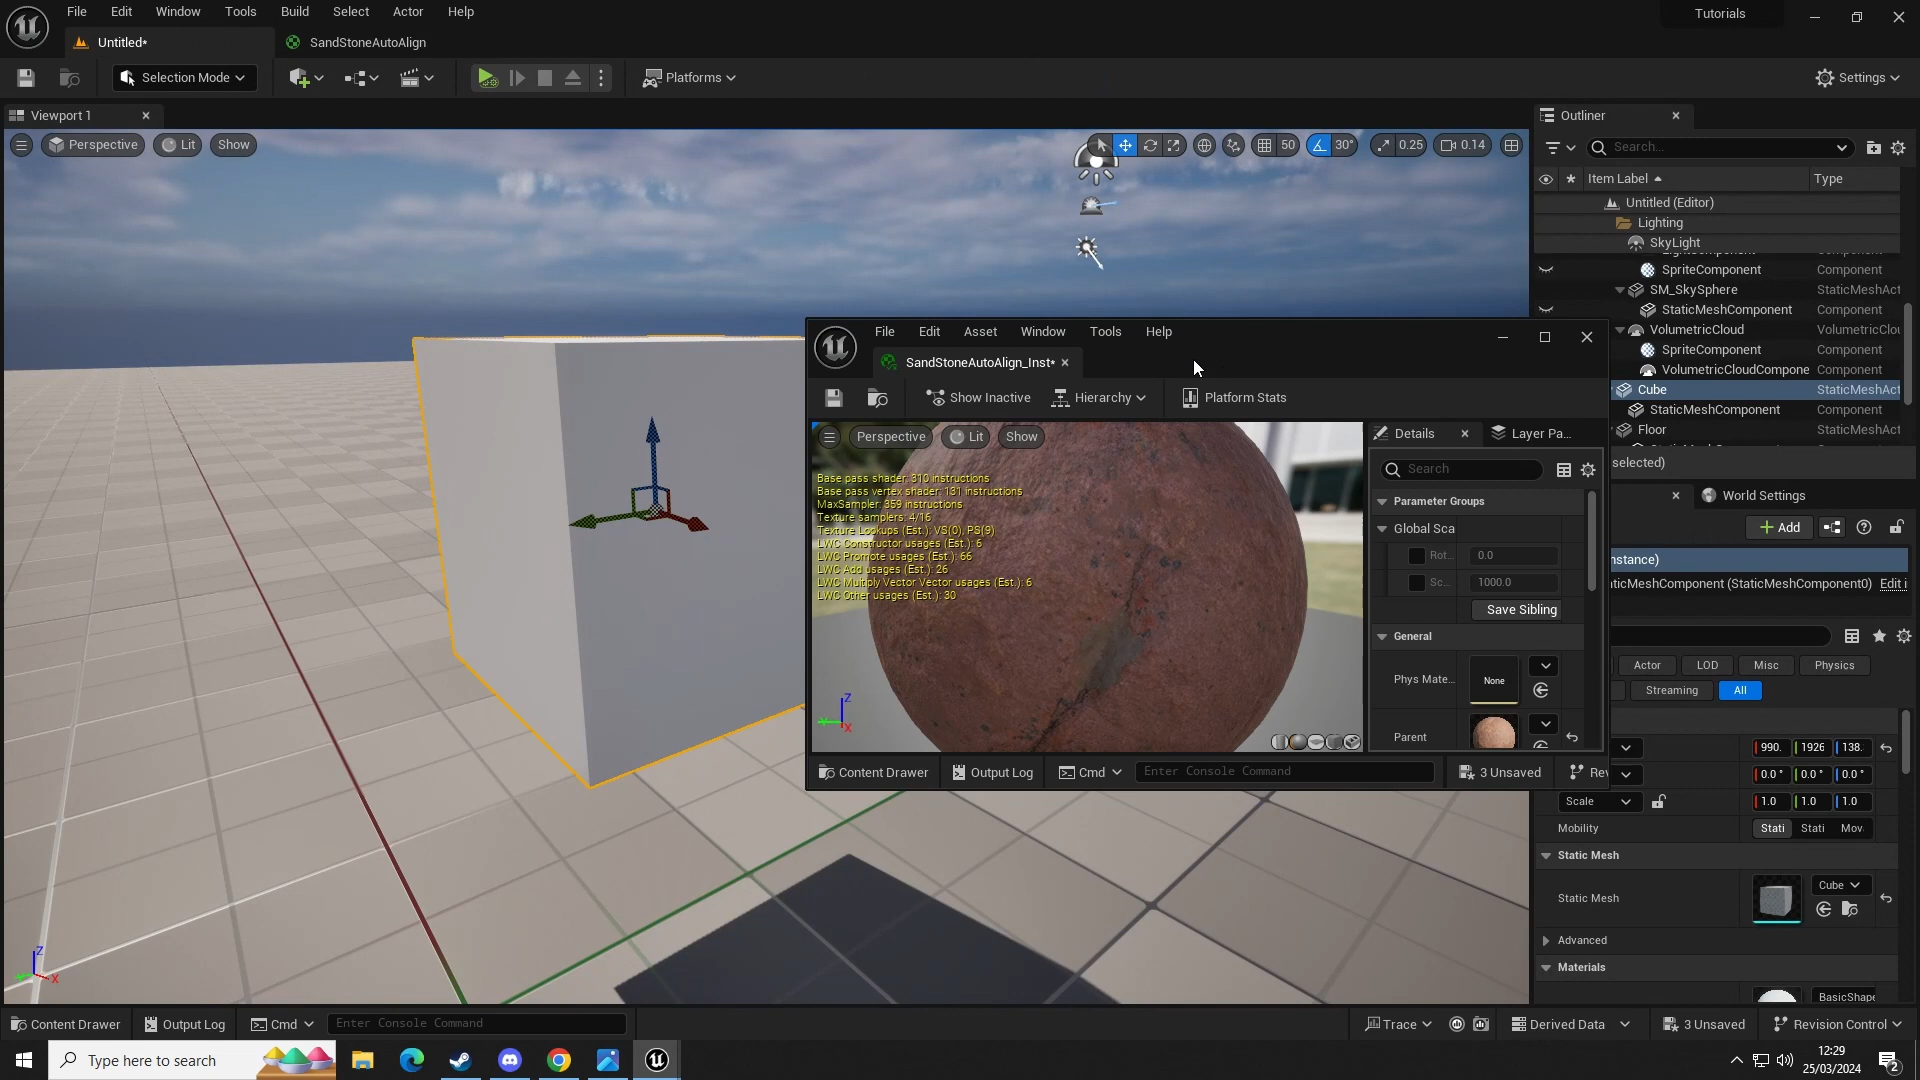 File Edit Window Tools Build Select Actor Help
Tutorials
Untitled*
SandStoneAutoAlign
Selection Mode
Platforms
Settings
Viewport 1
Outliner
Perspective
Lit
Show
50
30°
0.25
0.14
Search...
Item Label
Type
Untitled (Editor)
Lighting
SkyLight
SpriteComponent
Component
SM_SkySphere
StaticMeshAct
StaticMeshComponent
Component
VolumetricCloud
VolumetricClou
SpriteComponent
Component
VolumetricCloudCompone
Component
Cube
StaticMeshAct
StaticMeshComponent
Component
Floor
StaticMeshAct
selected)
File Edit Asset Window Tools Help
SandStoneAutoAlign_Inst*
Show Inactive
Hierarchy
Platform Stats
Perspective
Lit
Show
Base pass shader: 310 instructions
Base pass vertex shader: 131 instructions
MaxSampler: 359 instructions
Texture samplers: 4/16
Texture Lookups (Est.): VS(0), PS(9)
LWC Constructor usages (Est.): 6
LWC Promote usages (Est.): 66
LWC Add usages (Est.): 26
LWC Multiply Vector Vector usages (Est.): 6
LWC Other usages (Est.): 30
Z
Y
X
Details
Layer Pa...
Search
Parameter Groups
Global Sca
Rot...
0.0
Sc...
1000.0
Save Sibling
General
Phys Mate...
None
Parent
Content Drawer
Output Log
Cmd
Enter Console Command
3 Unsaved
Rev
World Settings
Add
nstance)
aticMeshComponent (StaticMeshComponent0)
Edit i
Actor
LOD
Misc
Physics
Streaming
All
990.
1926
138.
0.0 °
0.0 °
0.0 °
Scale
1.0
1.0
1.0
Mobility
Stati
Stati
Mov
Static Mesh
Static Mesh
Cube
Advanced
Materials
BasicShape
Z
Y
X
Content Drawer
Output Log
Cmd
Enter Console Command
Trace
Derived Data
3 Unsaved
Revision Control
Type here to search
12:29
25/03/2024
2